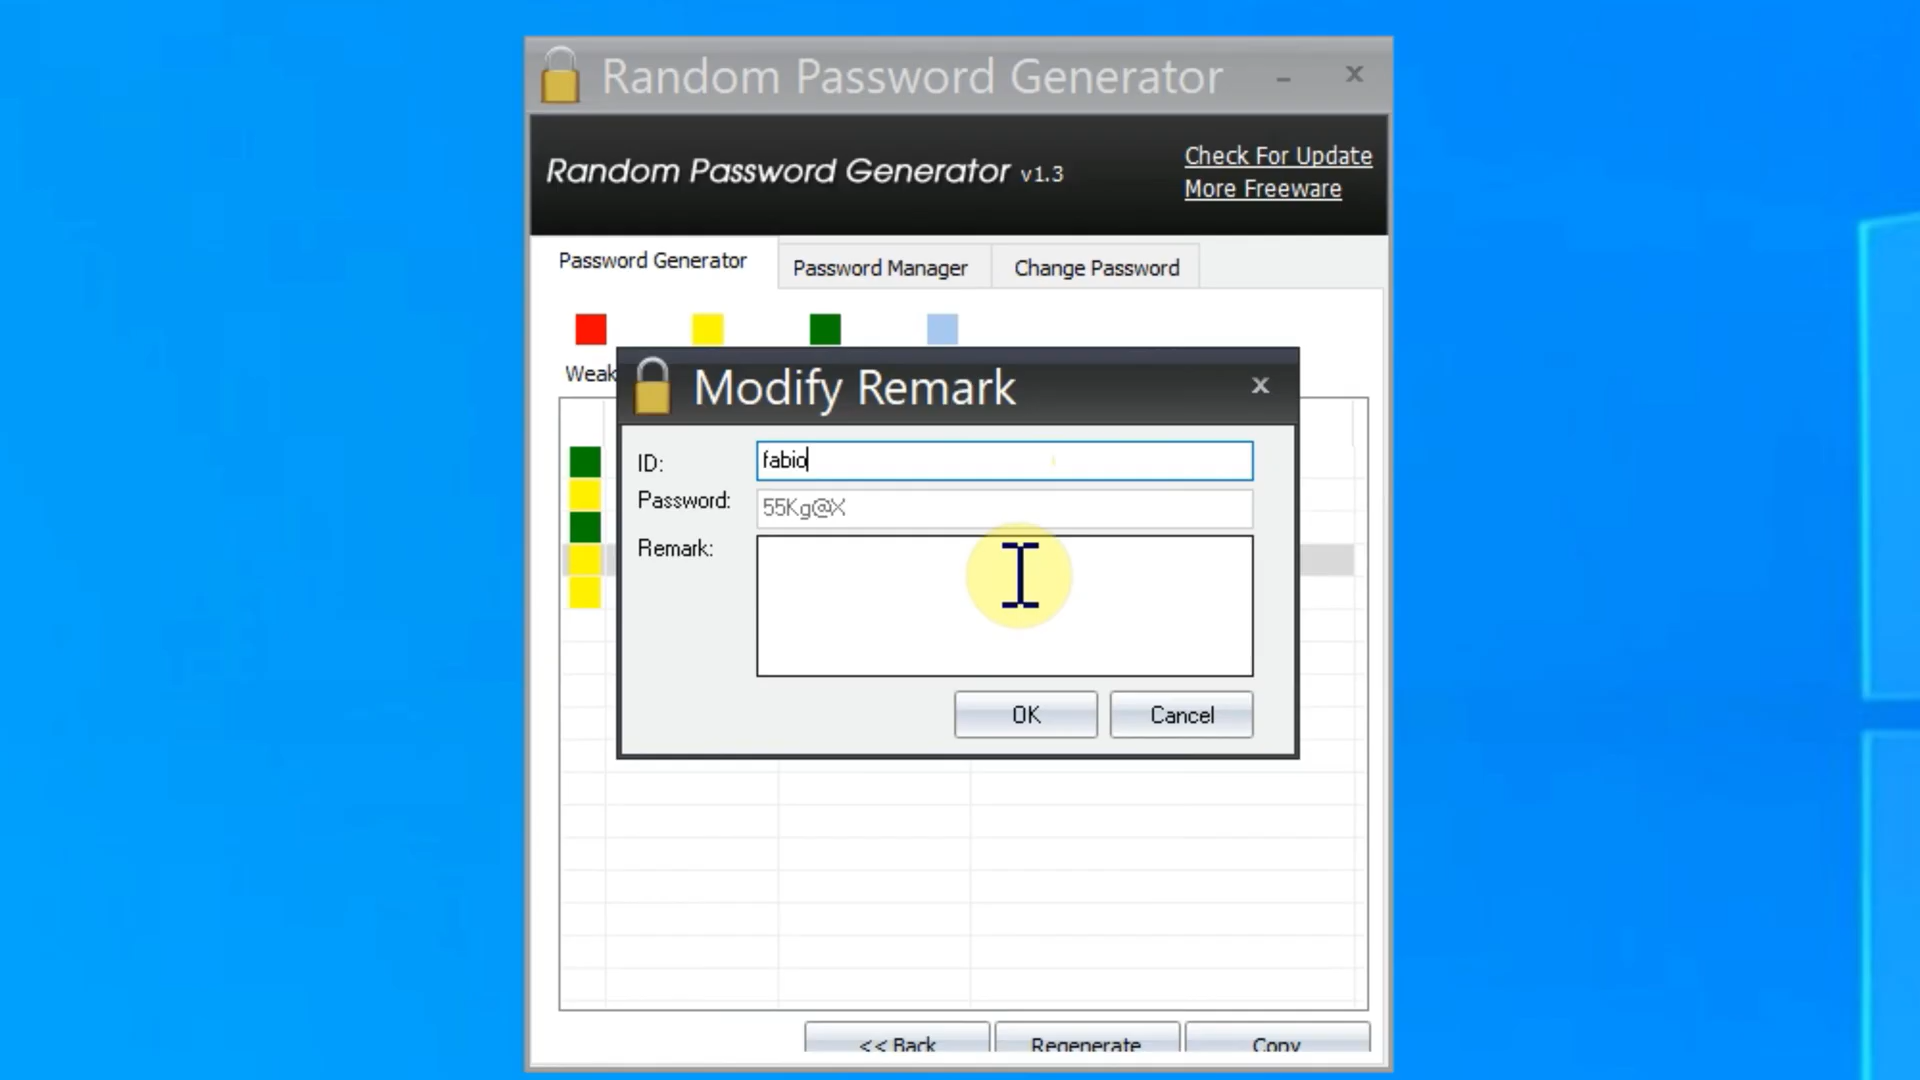 Random Password Generator
Random Password Generator v1.3
Check For Update
More Freeware
Password Generator
Password Manager
Change Password
Weak
Modify Remark
ID:
fabio
Password:
55Kg@X
Remark:
OK
Cancel
<< Back
Regenerate
Copy